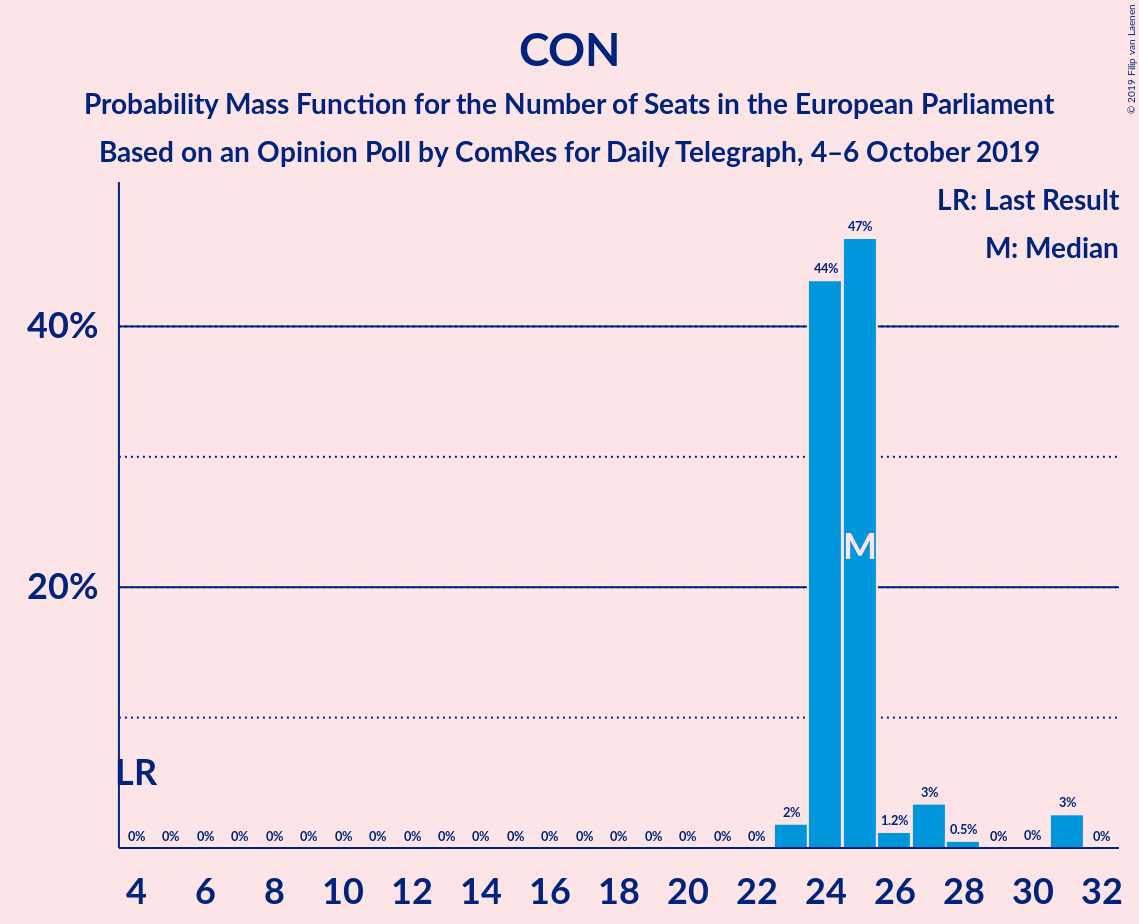 © 2019 Filip van Laenen
CON
Probability Mass Function for the Number of Seats in the European Parliament
Based on an Opinion Poll by ComRes for Daily Telegraph, 4–6 October 2019
LR: Last Result
M: Median
47%
44%
40%
M
20%
LR
0% 0% 0% 0% 0% 0% 0% 0% 0% 0% 0% 0% 0% 0% 0% 0% 0% 0% 0% 2% 1.2% 3% 0.5% 0% 0% 3% 0%
4 6 8 10 12 14 16 18 20 22 24 26 28 30 32